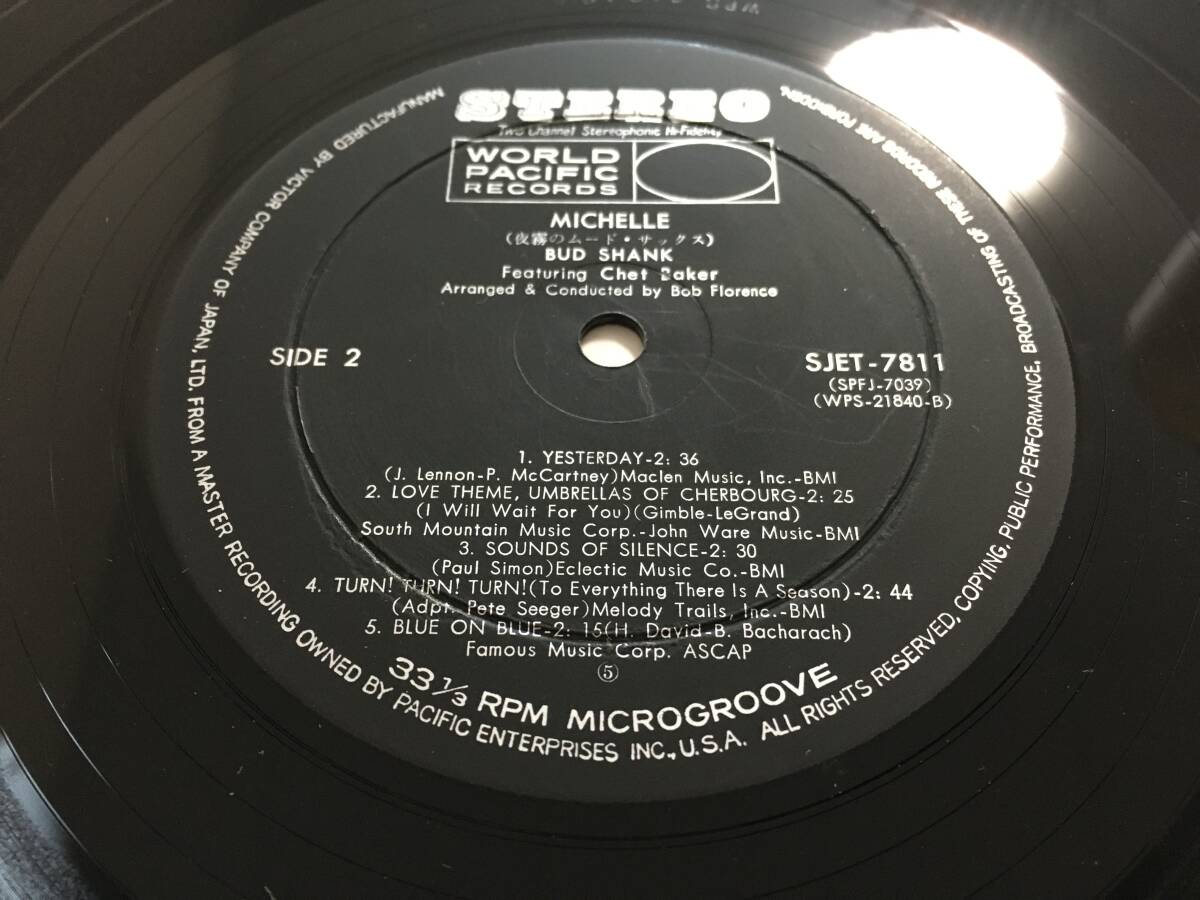 STEREO
Two Channel Stereophonic Hi-Fidelity
WORLD
PACIFIC
RECORDS
MICHELLE
(夜霧のムード・サックス)
BUD SHANK
Featuring Chet Baker
Arranged & Conducted by Bob Florence
SIDE 2
SJET-7811
(SPFJ-7039)
(WPS-21840-B)
1. YESTERDAY-2: 36
(J. Lennon-P. McCartney)Maclen Music, Inc.-BMI
2. LOVE THEME, UMBRELLAS OF CHERBOURG-2: 25
(I Will Wait For You)(Gimble-LeGrand)
South Mountain Music Corp.-John Ware Music-BMI
3. SOUNDS OF SILENCE-2: 30
(Paul Simon)Eclectic Music Co.-BMI
4. TURN! TURN! TURN!(To Everything There Is A Season)-2: 44
(Adpt. Pete Seeger)Melody Trails, Inc.-BMI
5. BLUE ON BLUE-2: 15(H. David-B. Bacharach)
Famous Music Corp. ASCAP
⑤
33 1/3 RPM MICROGROOVE
MANUFACTURED BY VICTOR COMPANY OF JAPAN, LTD. FROM A MASTER RECORDING OWNED BY PACIFIC ENTERPRISES INC., U.S.A. ALL RIGHTS RESERVED, COPYING, PUBLIC PERFORMANCE, BROADCASTING OF THESE RECORDS ARE FORBIDDEN.